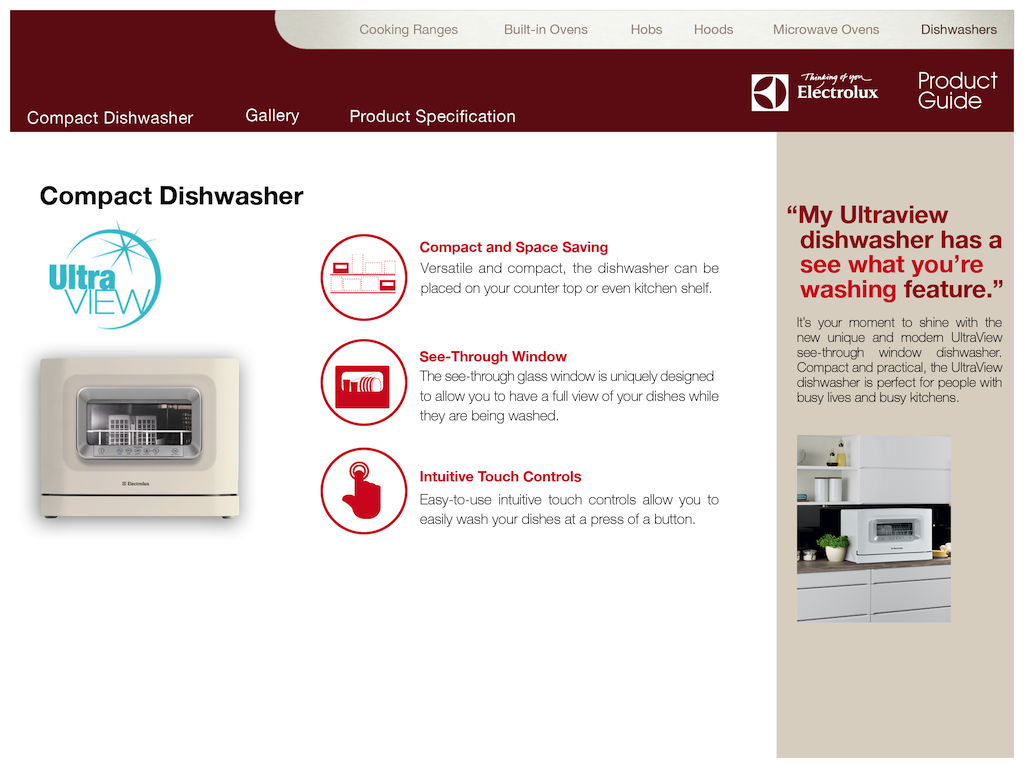 Cooking Ranges Built-in Ovens Hobs Hoods Microwave Ovens Dishwashers
Thinking of you
Electrolux
Product
Guide
Compact Dishwasher Gallery Product Specification
Compact Dishwasher
Ultra
VIEW
Electrolux
Compact and Space Saving
Versatile and compact, the dishwasher can be
placed on your counter top or even kitchen shelf.
See-Through Window
The see-through glass window is uniquely designed
to allow you to have a full view of your dishes while
they are being washed.
Intuitive Touch Controls
Easy-to-use intuitive touch controls allow you to
easily wash your dishes at a press of a button.
“My Ultraview
dishwasher has a
see what you’re
washing feature.”
It’s your moment to shine with the
new unique and modern UltraView
see-through window dishwasher.
Compact and practical, the UltraView
dishwasher is perfect for people with
busy lives and busy kitchens.